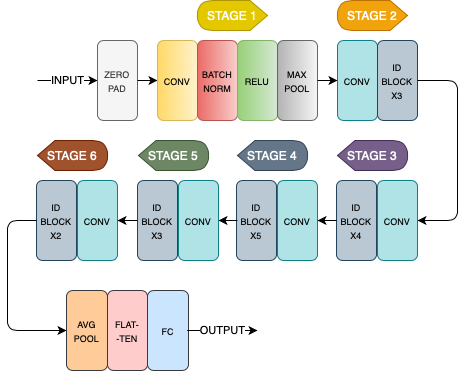 STAGE 1
STAGE 2
INPUT
ZERO
PAD
CONV
BATCH
NORM
RELU
MAX
POOL
CONV
ID
BLOCK
X3
STAGE 6
STAGE 5
STAGE 4
STAGE 3
ID
BLOCK
X2
CONV
ID
BLOCK
X3
CONV
ID
BLOCK
X5
CONV
ID
BLOCK
X4
CONV
AVG
POOL
FLAT-
-TEN
FC
OUTPUT